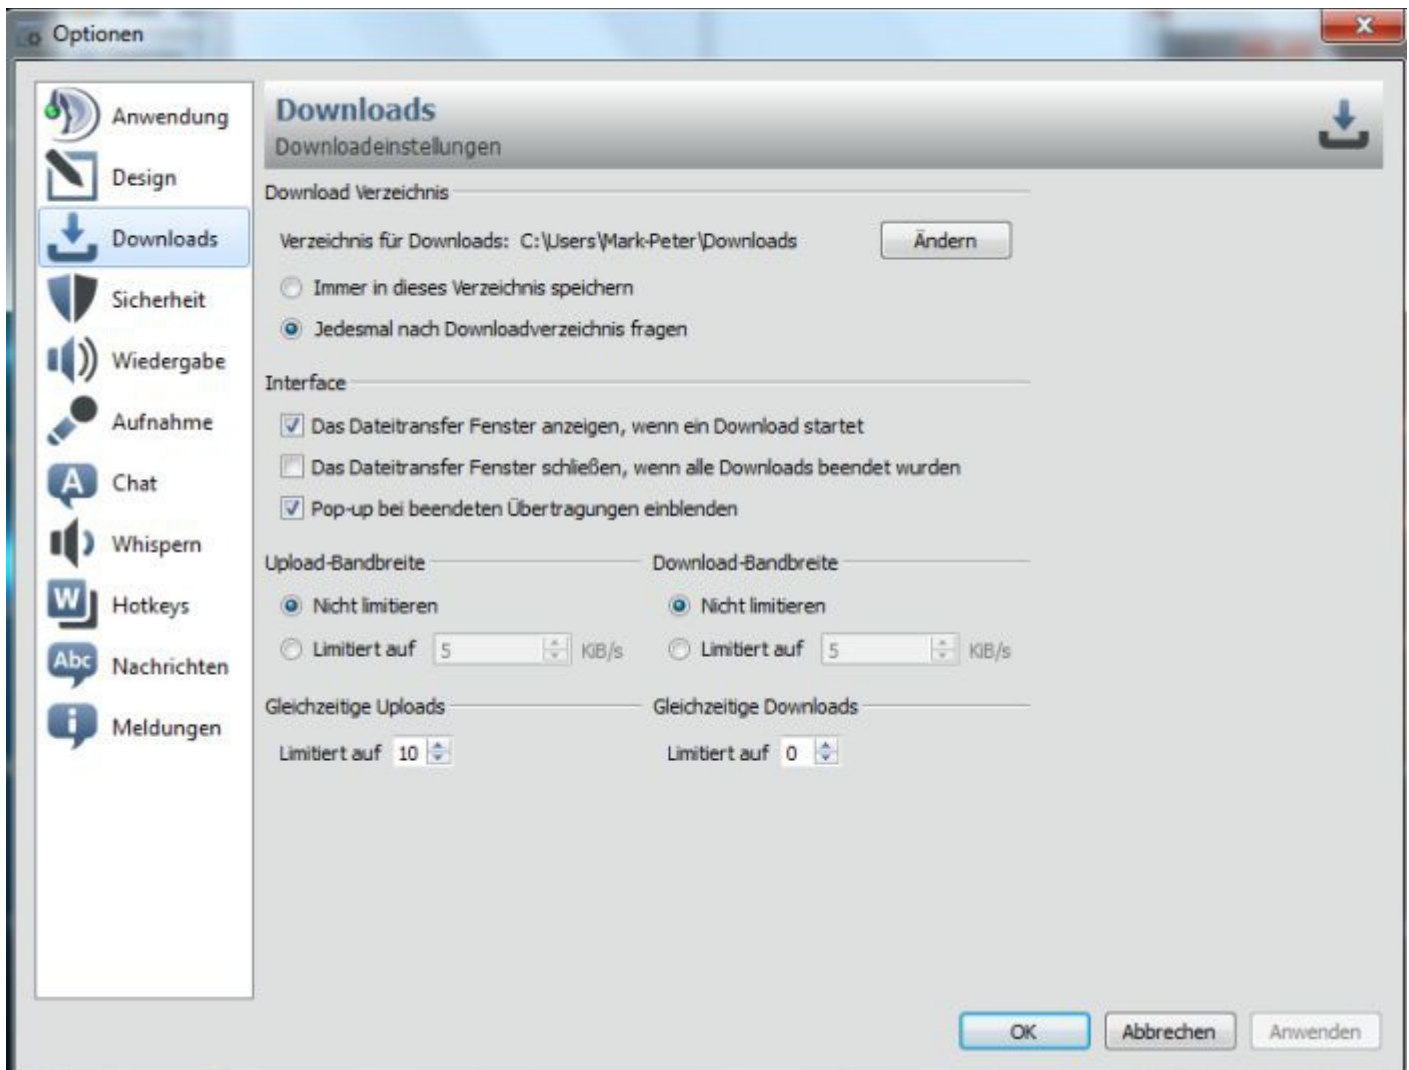 Optionen
Anwendung
Design
Downloads
Sicherheit
Wiedergabe
Aufnahme
A
Chat
Whispern
W
Hotkeys
Abc
Nachrichten
i
Meldungen
Downloads
Downloadeinstellungen
Download Verzeichnis
Verzeichnis für Downloads: C:\Users\Mark-Peter\Downloads
Ändern
Immer in dieses Verzeichnis speichern
Jedesmal nach Downloadverzeichnis fragen
Interface
Das Dateitransfer Fenster anzeigen, wenn ein Download startet
Das Dateitransfer Fenster schließen, wenn alle Downloads beendet wurden
Pop-up bei beendeten Übertragungen einblenden
Upload-Bandbreite
Nicht limitieren
Limitiert auf 5 KiB/s
Download-Bandbreite
Nicht limitieren
Limitiert auf 5 KiB/s
Gleichzeitige Uploads
Limitiert auf 10
Gleichzeitige Downloads
Limitiert auf 0
OK
Abbrechen
Anwenden